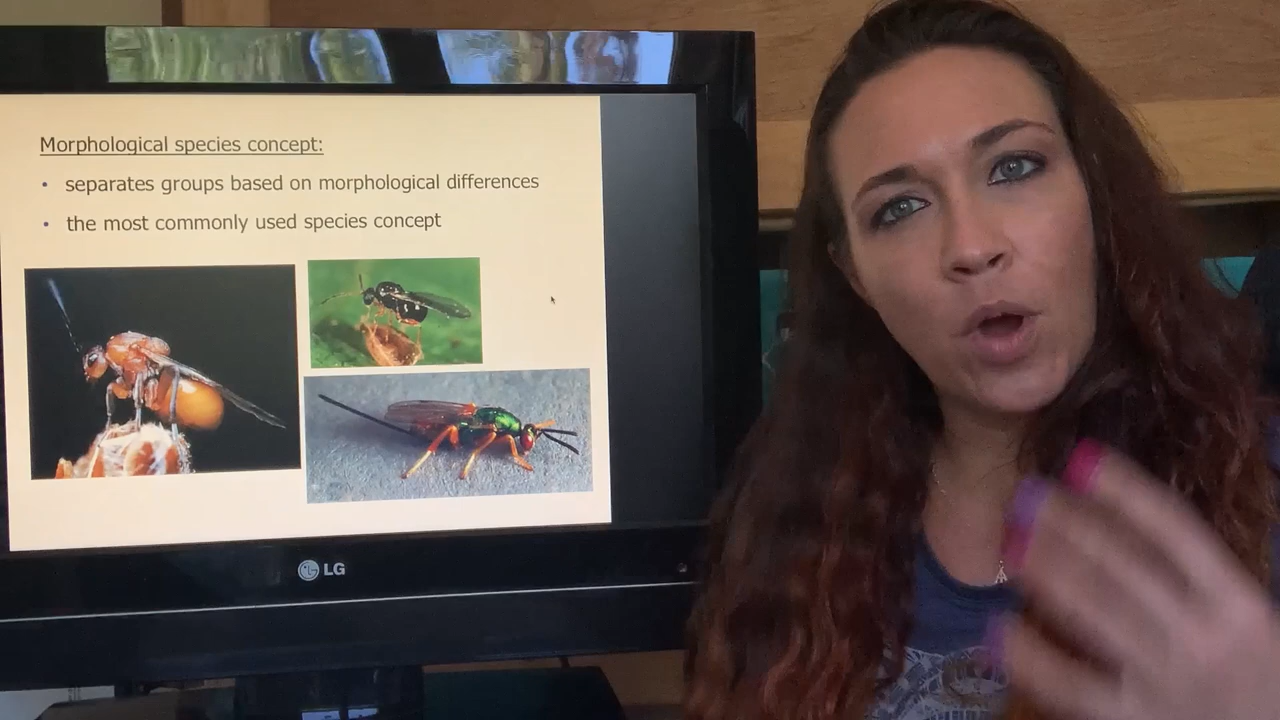 Morphological species concept:
• separates groups based on morphological differences
• the most commonly used species concept
LG